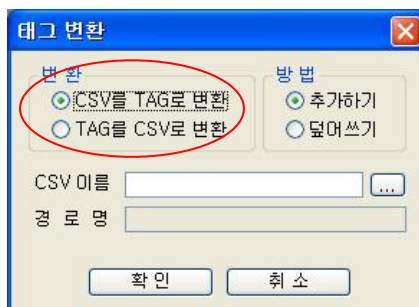 태그 변환
변 환
방 법
CSV를 TAG로 변환
추가하기
TAG를 CSV로 변환
덮어쓰기
CSV 이름
...
경 로 명
확 인
취 소